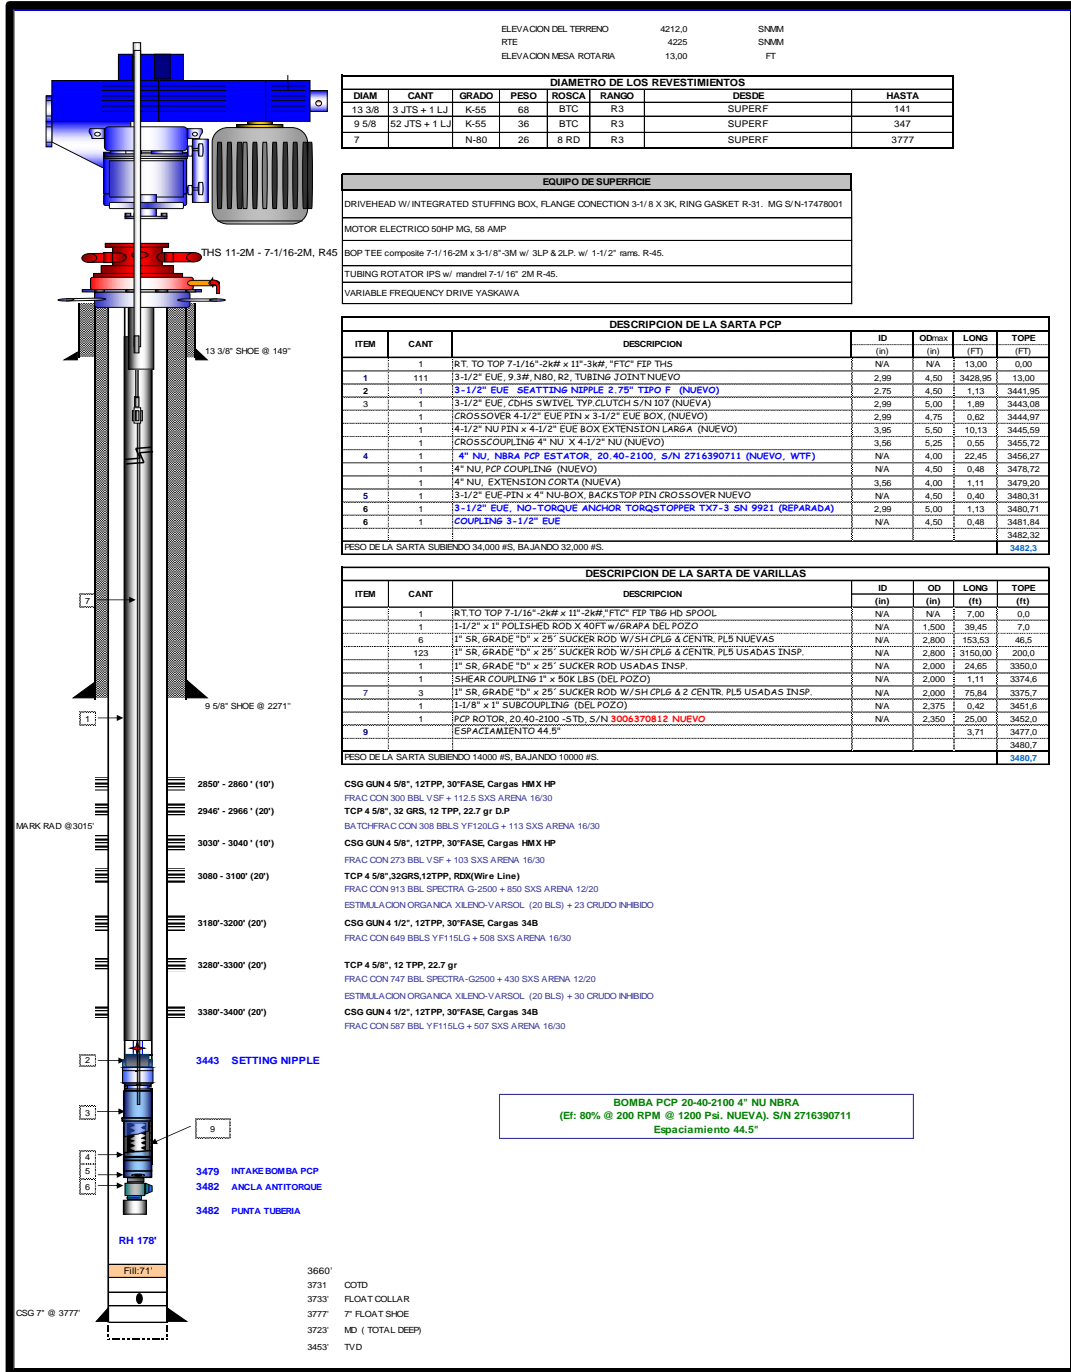 ELEVACION DEL TERRENO 4212,0 SNMM
RTE 4225 SNMM
ELEVACION MESA ROTARIA 13,00 FT
DIAMETRO DE LOS REVESTIMIENTOS
DIAM CANT GRADO PESO ROSCA RANGO DESDE HASTA
13 3/8 3 JTS + 1 LJ K-55 68 BTC R3 SUPERF 141
9 5/8 52 JTS + 1 LJ K-55 36 BTC R3 SUPERF 347
7 N-80 26 8 RD R3 SUPERF 3777
EQUIPO DE SUPERFICIE
DRIVEHEAD W/ INTEGRATED STUFFING BOX, FLANGE CONECTION 3-1/8 X 3K, RING GASKET R-31. MG S/N-17478001
MOTOR ELECTRICO 50HP MG, 58 AMP
THS 11-2M - 7-1/16-2M, R45
BOP TEE composite 7-1/16-2M x 3-1/8"-3M w/ 3LP & 2LP. w/ 1-1/2" rams. R-45.
TUBING ROTATOR IPS w/ mandrel 7-1/16" 2M R-45.
VARIABLE FREQUENCY DRIVE YASKAWA
DESCRIPCION DE LA SARTA PCP
ITEM CANT DESCRIPCION ID ODmax LONG TOPE
(in) (in) (FT) (FT)
1 RT. TO TOP 7-1/16"-2k# x 11"-3k#, "FTC" FIP THS N/A N/A 13,00 0,00
1 111 3-1/2" EUE, 9.3#, N80, R2, TUBING JOINT NUEVO 2,99 4,50 3428,95 13,00
2 1 3-1/2" EUE SEATTING NIPPLE 2.75" TIPO F (NUEVO) 2.75 4,50 1,13 3441,95
3 1 3-1/2" EUE, CDHS SWIVEL TYP.CLUTCH S/N 107 (NUEVA) 2,99 5,00 1,89 3443,08
1 CROSSOVER 4-1/2" EUE PIN x 3-1/2" EUE BOX, (NUEVO) 2,99 4,75 0,62 3444,97
1 4-1/2" NU PIN x 4-1/2" EUE BOX EXTENSION LARGA (NUEVO) 3,95 5,50 10,13 3445,59
1 CROSSCOUPLING 4" NU X 4-1/2" NU (NUEVO) 3,56 5,25 0,55 3455,72
4 1 4" NU, NBRA PCP ESTATOR, 20.40-2100, S/N 2716390711 (NUEVO, WTF) N/A 4,00 22,45 3456,27
1 4" NU, PCP COUPLING (NUEVO) N/A 4,50 0,48 3478,72
1 4" NU, EXTENSION CORTA (NUEVA) 3,56 4,00 1,11 3479,20
5 1 3-1/2" EUE-PIN x 4" NU-BOX, BACKSTOP PIN CROSSOVER NUEVO N/A 4,50 0,40 3480,31
6 1 3-1/2" EUE, NO-TORQUE ANCHOR TORQSTOPPER TX7-3 SN 9921 (REPARADA) 2,99 5,00 1,13 3480,71
6 1 COUPLING 3-1/2" EUE N/A 4,50 0,48 3481,84
3482,32
PESO DE LA SARTA SUBIENDO 34,000 #S, BAJANDO 32,000 #S. 3482,3
13 3/8" SHOE @ 149"
DESCRIPCION DE LA SARTA DE VARILLAS
ITEM CANT DESCRIPCION ID OD LONG TOPE
(in) (in) (ft) (ft)
1 RT.TO TOP 7-1/16"-2k# x 11"-2k#,"FTC" FIP TBG HD SPOOL N/A N/A 7,00 0,0
1 1-1/2" x 1" POLISHED ROD X 40FT w/GRAPA DEL POZO N/A 1,500 39,45 7,0
6 1" SR, GRADE "D" x 25´ SUCKER ROD W/SH CPLG & CENTR. PL5 NUEVAS N/A 2,800 153,53 46,5
123 1" SR, GRADE "D" x 25´ SUCKER ROD W/SH CPLG & CENTR. PL5 USADAS INSP. N/A 2,800 3150,00 200,0
1 1" SR, GRADE "D" x 25´ SUCKER ROD USADAS INSP. N/A 2,000 24,65 3350,0
1 SHEAR COUPLING 1" x 50K LBS (DEL POZO) N/A 2,000 1,11 3374,6
7 3 1" SR, GRADE "D" x 25´ SUCKER ROD W/SH CPLG & 2 CENTR. PL5 USADAS INSP. N/A 2,000 75,84 3375,7
1 1-1/8" x 1" SUBCOUPLING (DEL POZO) N/A 2,375 0,42 3451,6
1 PCP ROTOR, 20.40-2100 -STD, S/N 3006370812 NUEVO N/A 2,350 25,00 3452,0
9 ESPACIAMIENTO 44.5" 3,71 3477,0
3480,7
PESO DE LA SARTA SUBIENDO 14000 #S, BAJANDO 10000 #S. 3480,7
7
9 5/8" SHOE @ 2271"
1
2850' - 2860' (10') CSG GUN 4 5/8", 12TPP, 30°FASE, Cargas HMX HP
FRAC CON 300 BBL VSF + 112.5 SXS ARENA 16/30
2946' - 2966' (20') TCP 4 5/8", 32 GRS, 12 TPP, 22.7 gr D.P
MARK RAD @3015' BATCHFRAC CON 308 BBLS YF120LG + 113 SXS ARENA 16/30
3030' - 3040' (10') CSG GUN 4 5/8", 12TPP, 30°FASE, Cargas HMX HP
FRAC CON 273 BBL VSF + 103 SXS ARENA 16/30
3080 - 3100' (20') TCP 4 5/8",32GRS,12TPP, RDX(Wire Line)
FRAC CON 913 BBL SPECTRA G-2500 + 850 SXS ARENA 12/20
ESTIMULACION ORGANICA XILENO-VARSOL (20 BLS) + 23 CRUDO INHIBIDO
3180'-3200' (20') CSG GUN 4 1/2", 12TPP, 30°FASE, Cargas 34B
FRAC CON 649 BBLS YF115LG + 508 SXS ARENA 16/30
3280'-3300' (20') TCP 4 5/8", 12 TPP, 22.7 gr
FRAC CON 747 BBL SPECTRA-G2500 + 430 SXS ARENA 12/20
ESTIMULACION ORGANICA XILENO-VARSOL (20 BLS) + 30 CRUDO INHIBIDO
3380'-3400' (20') CSG GUN 4 1/2", 12TPP, 30°FASE, Cargas 34B
FRAC CON 587 BBL YF115LG + 507 SXS ARENA 16/30
2 3443 SETTING NIPPLE
3
9
BOMBA PCP 20-40-2100 4" NU NBRA
(Ef: 80% @ 200 RPM @ 1200 Psi. NUEVA). S/N 2716390711
Espaciamiento 44.5"
4
5 3479 INTAKE BOMBA PCP
6 3482 ANCLA ANTITORQUE
3482 PUNTA TUBERIA
RH 178'
Fill:71' 3660'
3731 COTD
3733' FLOAT COLLAR
CSG 7" @ 3777' 3777' 7" FLOAT SHOE
3723' MD ( TOTAL DEEP)
3453' TVD